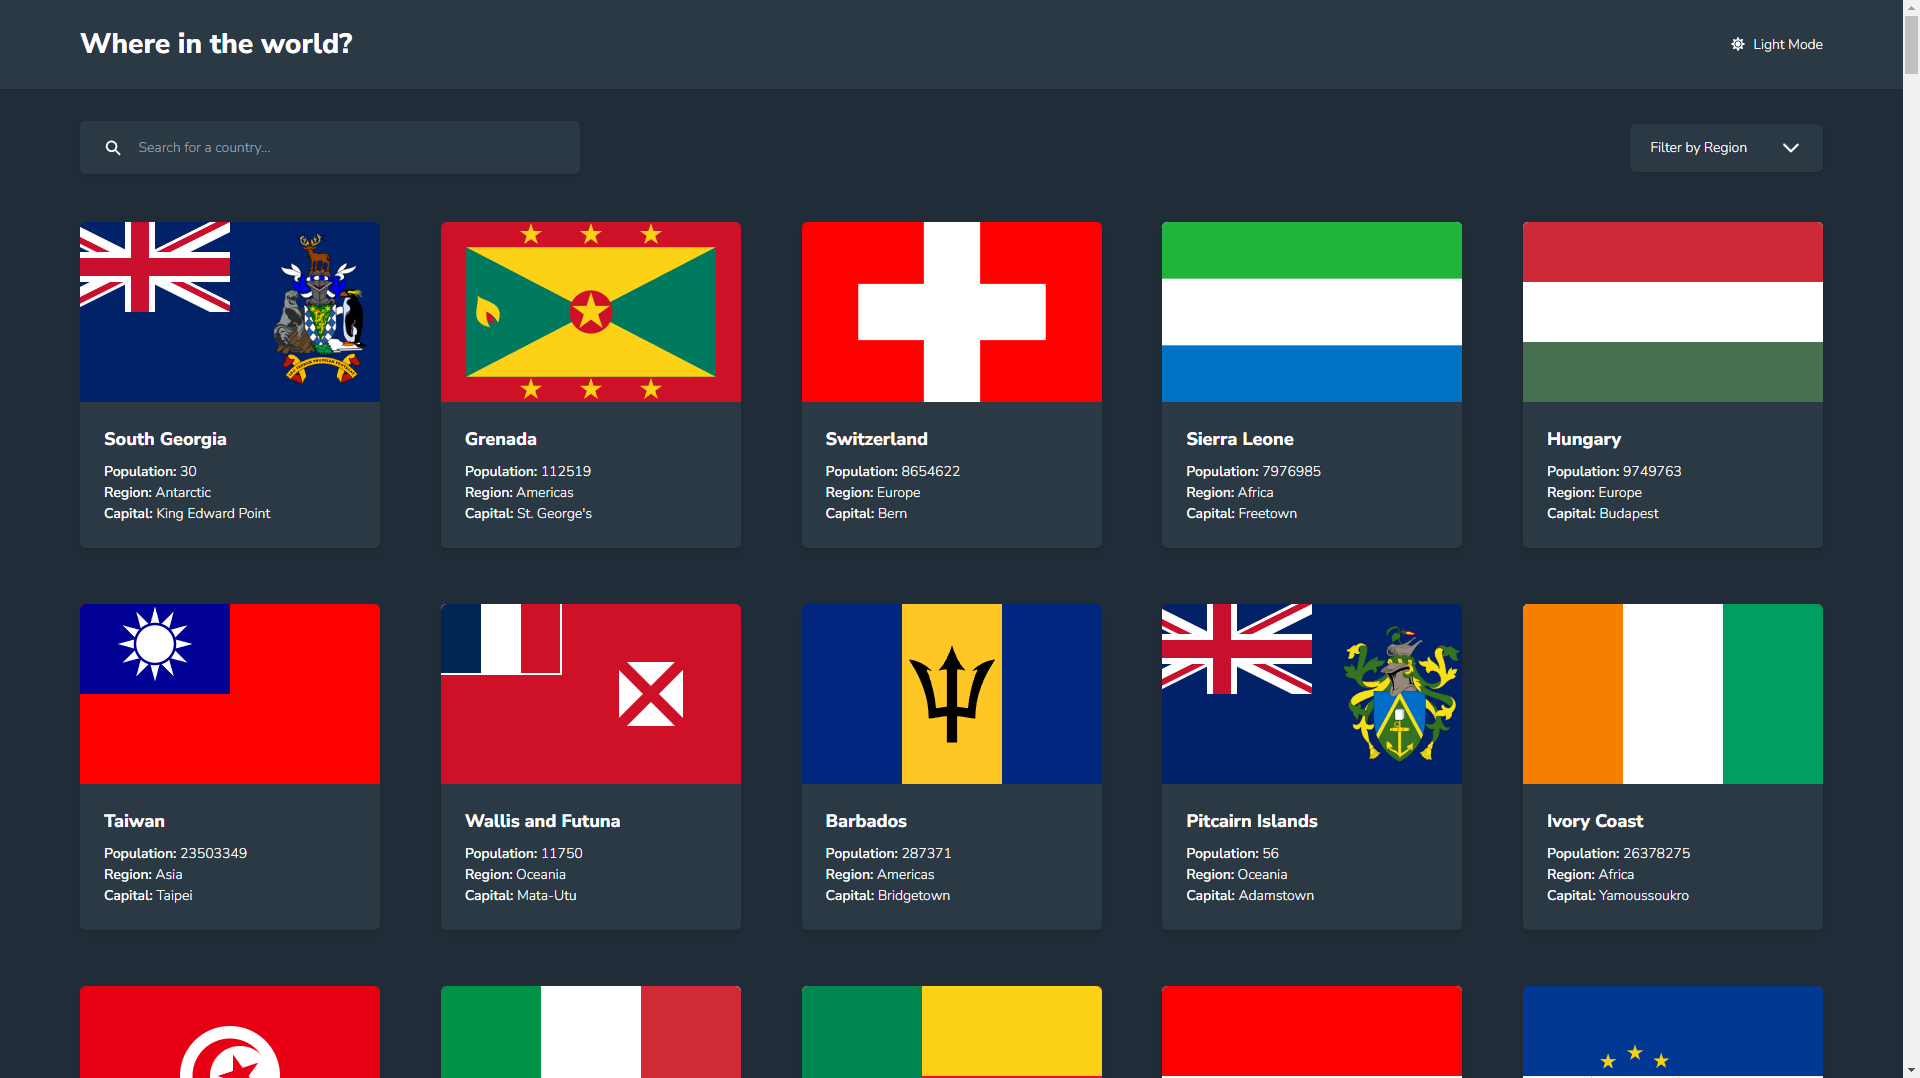 Where in the world?
Light Mode
Search for a country...
Filter by Region
South Georgia
Population: 30
Region: Antarctic
Capital: King Edward Point
Grenada
Population: 112519
Region: Americas
Capital: St. George's
Switzerland
Population: 8654622
Region: Europe
Capital: Bern
Sierra Leone
Population: 7976985
Region: Africa
Capital: Freetown
Hungary
Population: 9749763
Region: Europe
Capital: Budapest
Taiwan
Population: 23503349
Region: Asia
Capital: Taipei
Wallis and Futuna
Population: 11750
Region: Oceania
Capital: Mata-Utu
Barbados
Population: 287371
Region: Americas
Capital: Bridgetown
Pitcairn Islands
Population: 56
Region: Oceania
Capital: Adamstown
Ivory Coast
Population: 26378275
Region: Africa
Capital: Yamoussoukro